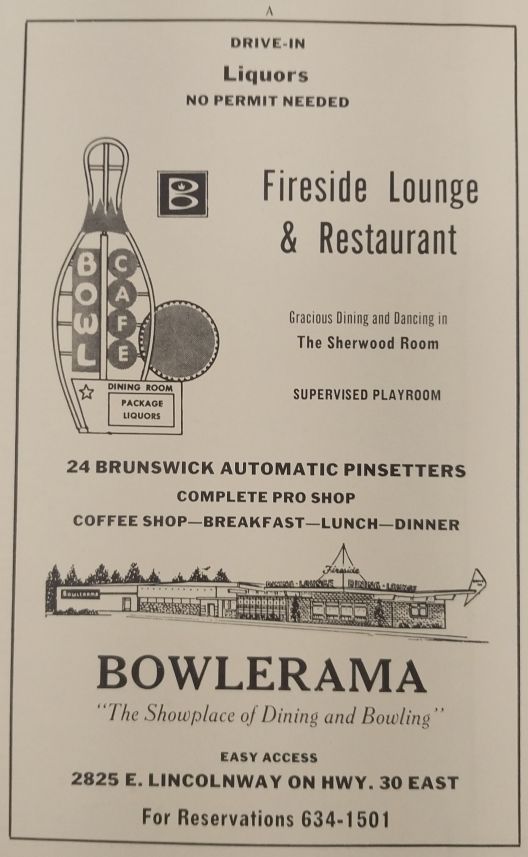 A
DRIVE-IN
Liquors
NO PERMIT NEEDED
B
Fireside Lounge
& Restaurant
BOWL
CAFE
Gracious Dining and Dancing in
The Sherwood Room
DINING ROOM
PACKAGE
LIQUORS
SUPERVISED PLAYROOM
24 BRUNSWICK AUTOMATIC PINSETTERS
COMPLETE PRO SHOP
COFFEE SHOP—BREAKFAST—LUNCH—DINNER
Fireside
DINING - LOUNGE
BOWLERAMA
BOWLERAMA
"The Showplace of Dining and Bowling"
EASY ACCESS
2825 E. LINCOLNWAY ON HWY. 30 EAST
For Reservations 634-1501